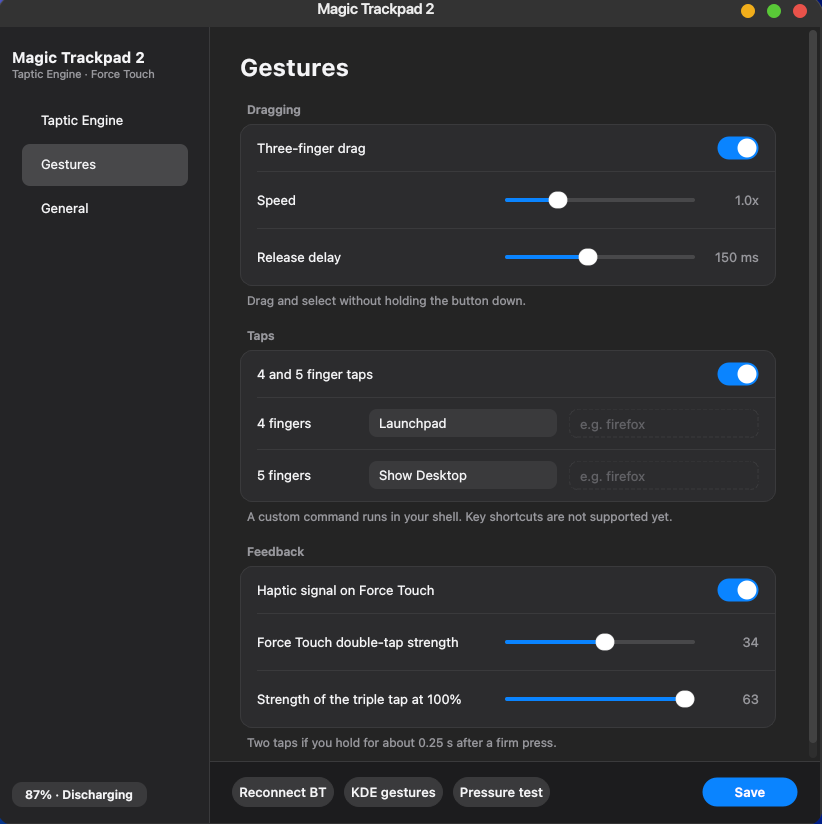 Magic Trackpad 2
Magic Trackpad 2
Taptic Engine · Force Touch
Taptic Engine
Gestures
General
87% · Discharging
Gestures
Dragging
Three-finger drag
Speed 1.0x
Release delay 150 ms
Drag and select without holding the button down.
Taps
4 and 5 finger taps
4 fingers Launchpad e.g. firefox
5 fingers Show Desktop e.g. firefox
A custom command runs in your shell. Key shortcuts are not supported yet.
Feedback
Haptic signal on Force Touch
Force Touch double-tap strength 34
Strength of the triple tap at 100% 63
Two taps if you hold for about 0.25 s after a firm press.
Reconnect BT KDE gestures Pressure test Save